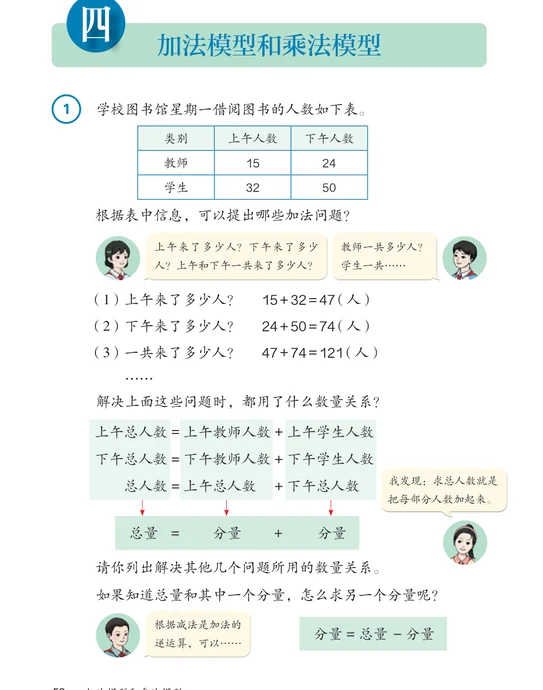 四
加法模型和乘法模型
1 学校图书馆星期一借阅图书的人数如下表。
类别 上午人数 下午人数
教师 15 24
学生 32 50
根据表中信息，可以提出哪些加法问题？
上午来了多少人？下午来了多少
人？上午和下午一共来了多少人？
教师一共多少人？
学生一共……
（1）上午来了多少人？ 15+32=47（人）
（2）下午来了多少人？ 24+50=74（人）
（3）一共来了多少人？ 47+74=121（人）
……
解决上面这些问题时，都用了什么数量关系？
上午总人数=上午教师人数+上午学生人数
下午总人数=下午教师人数+下午学生人数
总人数=上午总人数+下午总人数
我发现：求总人数就是
把每部分人数加起来。
总量 = 分量 + 分量
请你列出解决其他几个问题所用的数量关系。
如果知道总量和其中一个分量，怎么求另一个分量呢？
根据减法是加法的
逆运算，可以……
分量=总量-分量